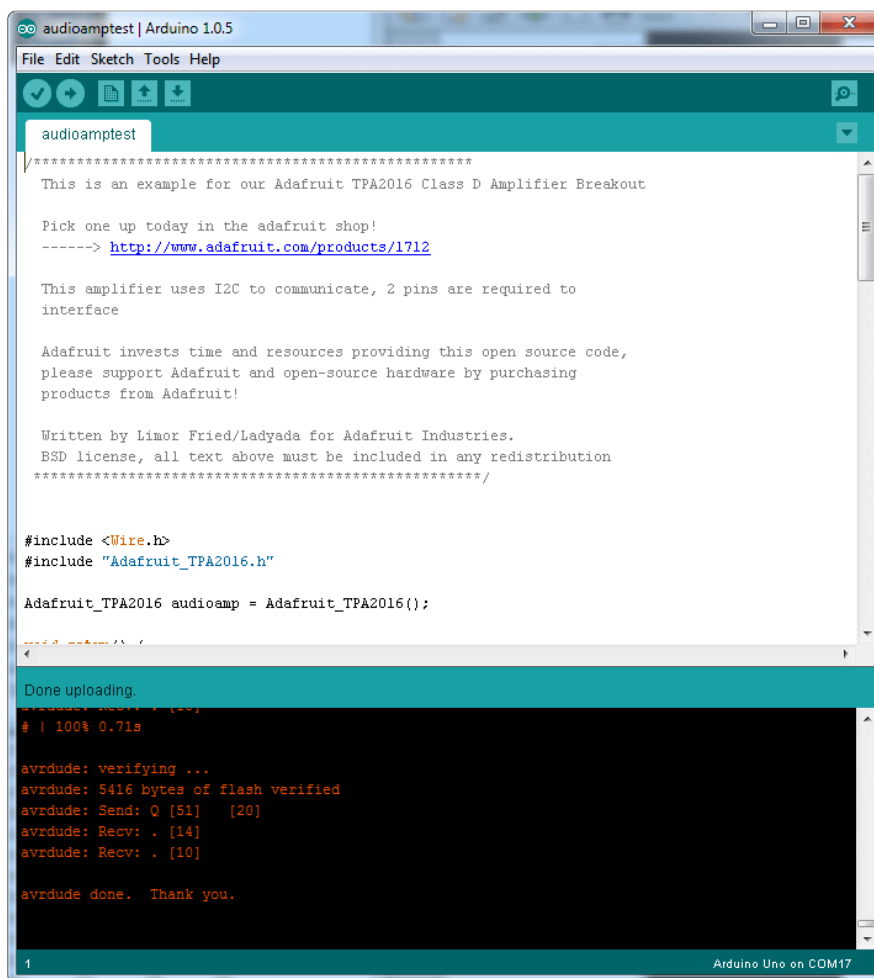 audioamptest | Arduino 1.0.5
File Edit Sketch Tools Help
audioamptest
/***************************************************
This is an example for our Adafruit TPA2016 Class D Amplifier Breakout
Pick one up today in the adafruit shop!
------> http://www.adafruit.com/products/1712
This amplifier uses I2C to communicate, 2 pins are required to
interface
Adafruit invests time and resources providing this open source code,
please support Adafruit and open-source hardware by purchasing
products from Adafruit!
Written by Limor Fried/Ladyada for Adafruit Industries.
BSD license, all text above must be included in any redistribution
****************************************************/
#include <Wire.h>
#include "Adafruit_TPA2016.h"
Adafruit_TPA2016 audioamp = Adafruit_TPA2016();
Done uploading.
# | 100% 0.71s
avrdude: verifying ...
avrdude: 5416 bytes of flash verified
avrdude: Send: Q [51]   [20]
avrdude: Recv: . [14]
avrdude: Recv: . [10]
avrdude done.  Thank you.
1
Arduino Uno on COM17